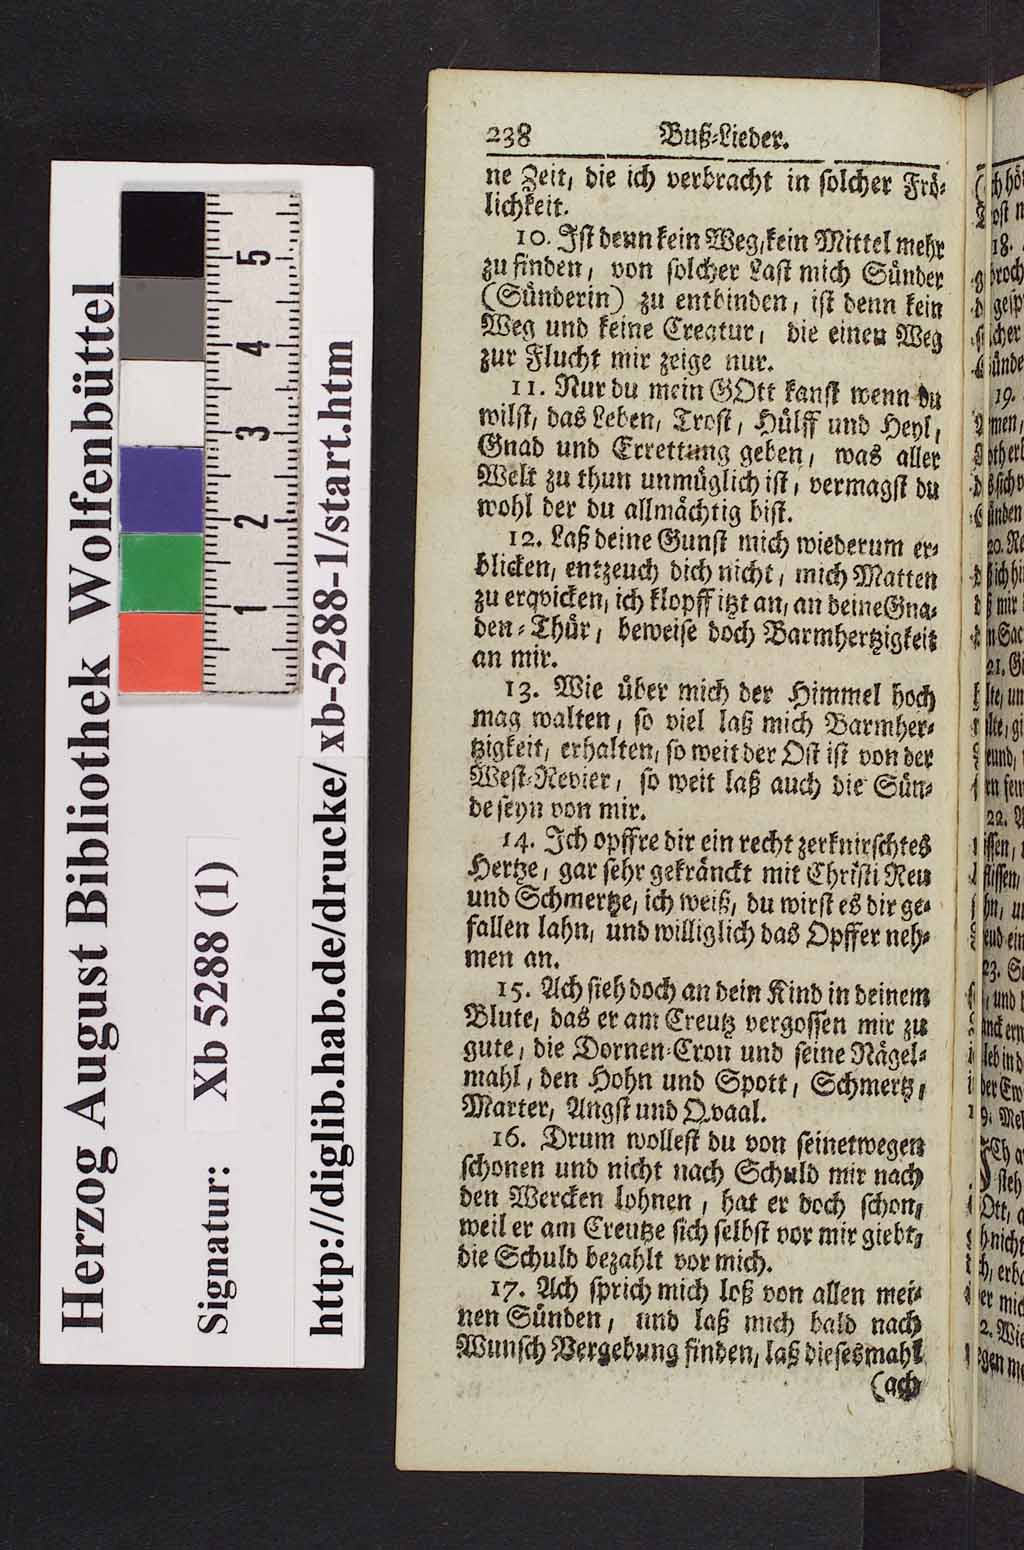 Herzog August Bibliothek Wolfenbüttel
Signatur: Xb 5288 (1)
http://diglib.hab.de/drucke/ xb-5288-1/start.htm
1 2 3 4 5
238 Buß-Lieder.
ne Zeit, die ich verbracht in solcher Frö-
lichkeit.
10. Ist denn kein Weg, kein Mittel mehr
zu finden, von solcher Last mich Sünder
(Sünderin) zu entbinden, ist denn kein
Weg und keine Creatur, die einen Weg
zur Flucht mir zeige nur.
11. Nur du mein GOtt kanst wenn du
wilst, das Leben, Trost, Hülff und Heyl,
Gnad und Errettung geben, was aller
Welt zu thun unmüglich ist, vermagst du
wohl der du allmächtig bist.
12. Laß deine Gunst mich wiederum er-
blicken, entzeuch dich nicht, mich Matten
zu erqvicken, ich klopff itzt an, an deine Gna-
den-Thür, beweise doch Barmhertzigkeit
an mir.
13. Wie über mich der Himmel hoch
mag walten, so viel laß mich Barmher-
tzigkeit, erhalten, so weit der Ost ist von der
West-Revier, so weit laß auch die Sün-
de seyn von mir.
14. Ich opffre dir ein recht zerknirschtes
Hertze, gar sehr gekränckt mit Christi Reu
und Schmertze, ich weiß, du wirst es dir ge-
fallen lahn, und williglich das Opffer neh-
men an.
15. Ach sieh doch an dein Kind in deinem
Blute, das er am Creutz vergossen mir zu
gute, die Dornen-Cron und seine Nägel-
mahl, den Hohn und Spott, Schmertz,
Marter, Angst und Qvaal.
16. Drum wollest du von seinetwegen
schonen und nicht nach Schuld mir nach
den Wercken lohnen, hat er doch schon,
weil er am Creutze sich selbst vor mir giebt,
die Schuld bezahlt vor mich.
17. Ach sprich mich loß von allen mei-
nen Sünden, und laß mich bald nach
Wunsch Vergebung finden, laß diesesmahl
(ach